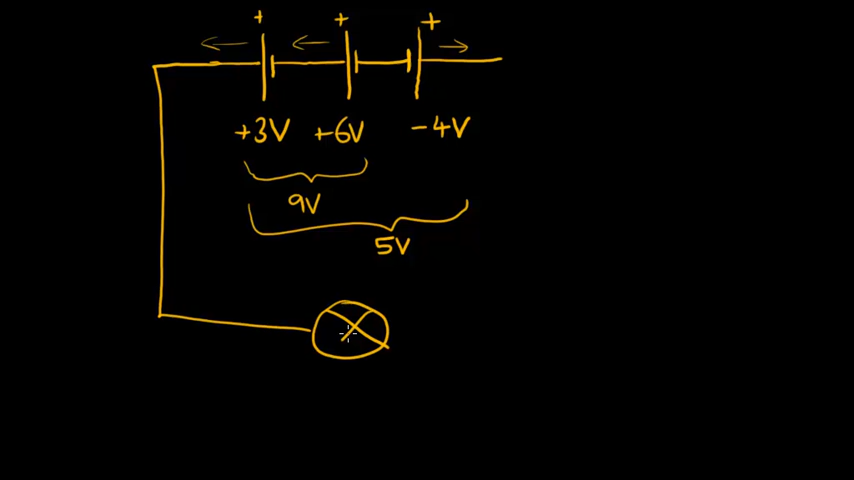 + + +
+3V +6V -4V
9V
5V